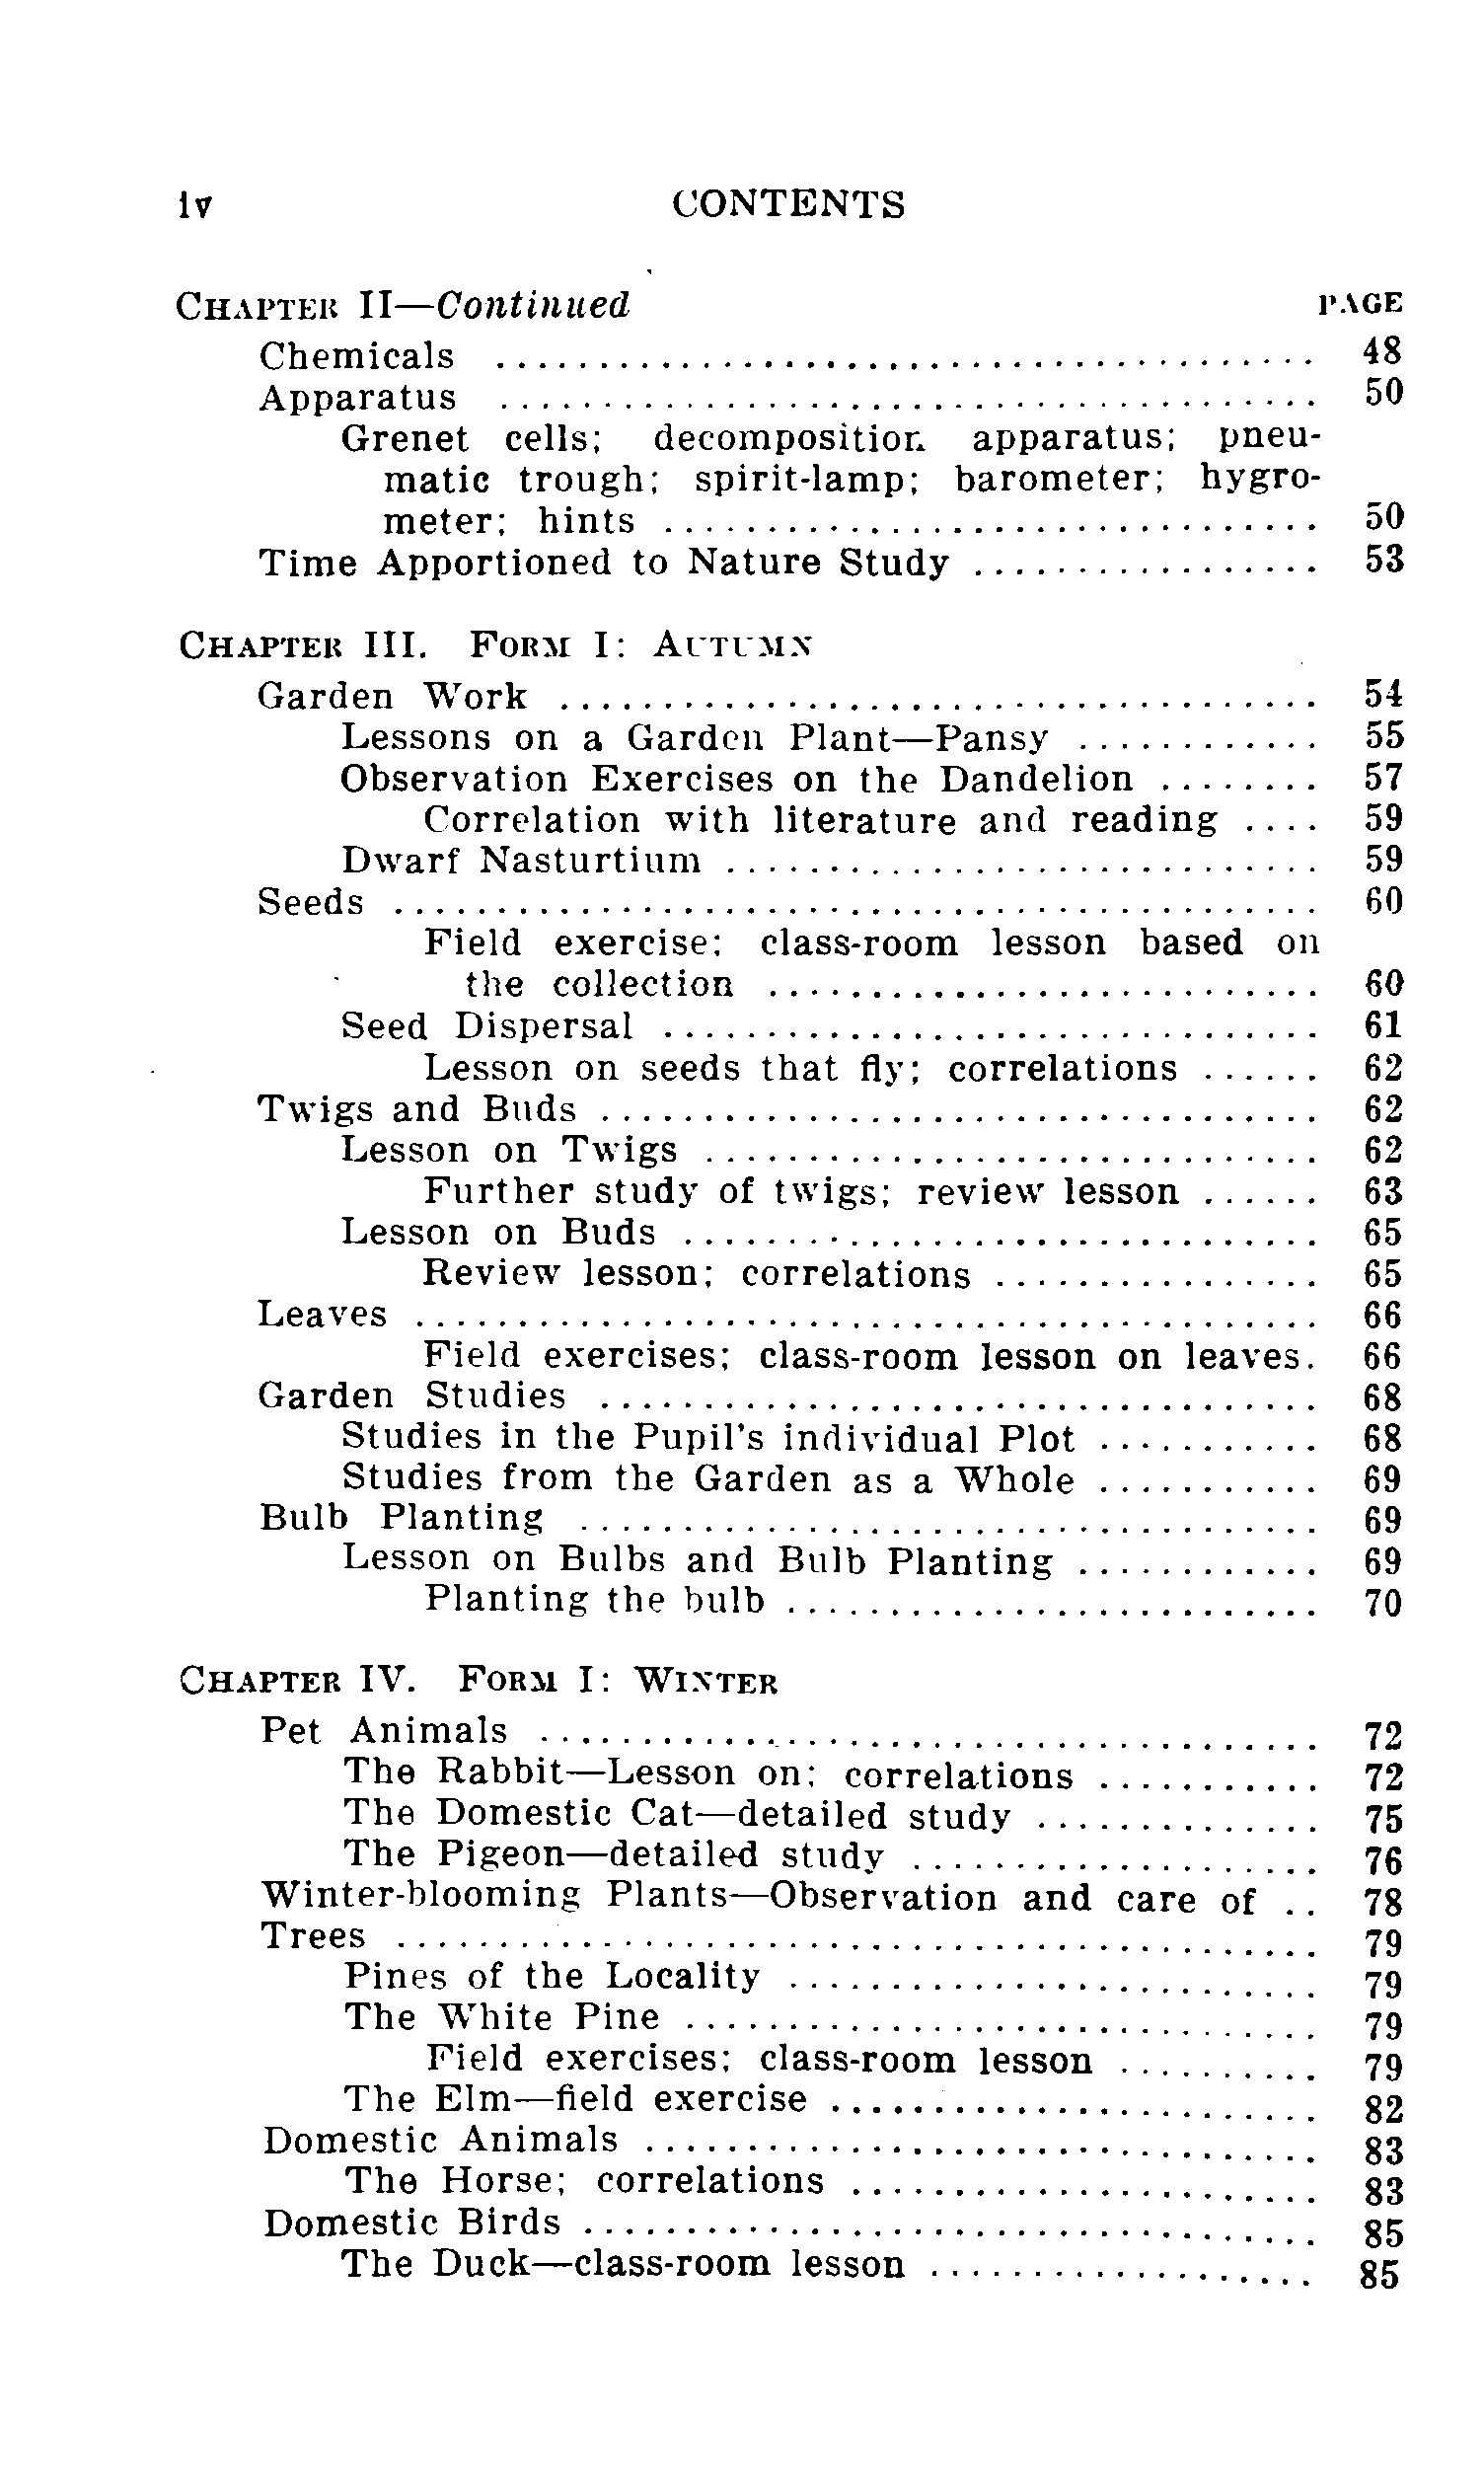 iv CONTENTS
CHAPTER II—Continued PAGE
Chemicals ........................................ 48
Apparatus ........................................ 50
Grenet cells; decomposition apparatus; pneu-
matic trough; spirit-lamp; barometer; hygro-
meter; hints ................................ 50
Time Apportioned to Nature Study ................. 53
CHAPTER III. FORM I: AUTUMN
Garden Work ..................................... 54
Lessons on a Garden Plant—Pansy ............ 55
Observation Exercises on the Dandelion ........ 57
Correlation with literature and reading .... 59
Dwarf Nasturtium ............................. 59
Seeds ............................................. 60
Field exercise; class-room lesson based on
the collection ........................... 60
Seed Dispersal ................................ 61
Lesson on seeds that fly; correlations ...... 62
Twigs and Buds ................................... 62
Lesson on Twigs .............................. 62
Further study of twigs; review lesson ...... 63
Lesson on Buds ............................... 65
Review lesson; correlations ................ 65
Leaves ............................................ 66
Field exercises; class-room lesson on leaves. 66
Garden Studies ................................... 68
Studies in the Pupil's individual Plot ........... 68
Studies from the Garden as a Whole ........... 69
Bulb Planting .................................... 69
Lesson on Bulbs and Bulb Planting ............ 69
Planting the bulb .......................... 70
CHAPTER IV. FORM I: WINTER
Pet Animals ...................................... 72
The Rabbit—Lesson on; correlations ........... 72
The Domestic Cat—detailed study .............. 75
The Pigeon—detailed study .................... 76
Winter-blooming Plants—Observation and care of .. 78
Trees ............................................. 79
Pines of the Locality .......................... 79
The White Pine ............................... 79
Field exercises; class-room lesson .......... 79
The Elm—field exercise ........................ 82
Domestic Animals ................................. 83
The Horse; correlations ....................... 83
Domestic Birds .................................... 85
The Duck—class-room lesson ................... 85